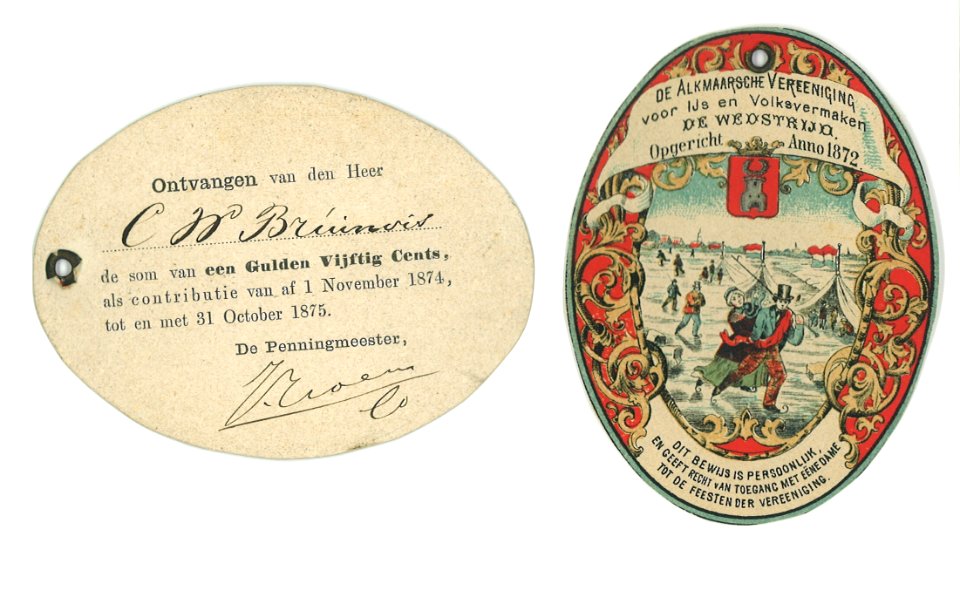 Ontvangen van den Heer
C W Bruinvis
de som van een Gulden Vijftig Cents,
als contributie van af 1 November 1874,
tot en met 31 October 1875.
De Penningmeester,
DE ALKMAARSCHE VEREENIGING
voor IJs en Volksvermaken
DE WEDSTRIJD.
Opgericht Anno 1872
DIT BEWIJS IS PERSOONLIJK,
EN GEEFT RECHT VAN TOEGANG MET EÉNE DAME
TOT DE FEESTEN DER VEREENIGING.